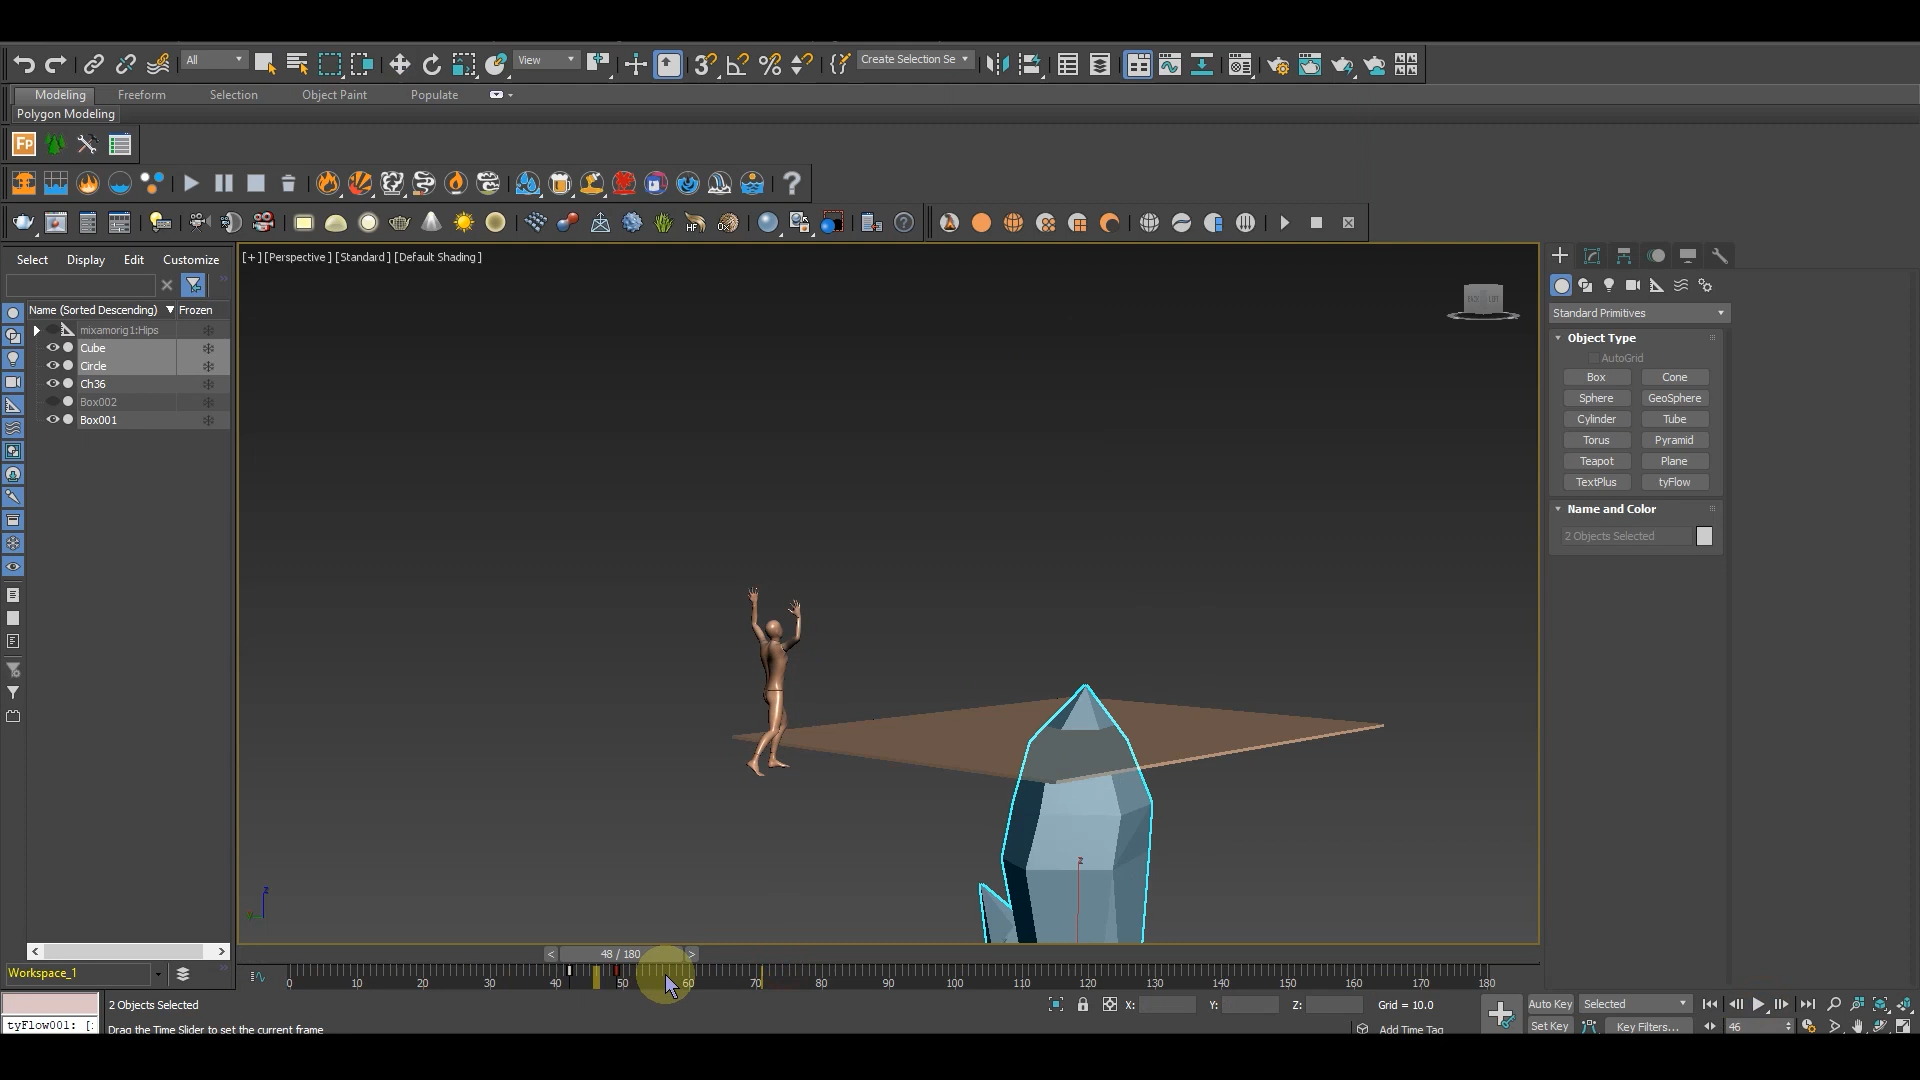 All
View
Create Selection Se
Modeling Freeform Selection Object Paint Populate
Polygon Modeling
Fp
HF
Select Display Edit Customize
[+] [Perspective ] [Standard ] [Default Shading ]
Name (Sorted Descending) Frozen
mixamorig1:Hips
Cube
Circle
Ch36
Box002
Box001
Standard Primitives
Object Type
AutoGrid
Box Cone
Sphere GeoSphere
Cylinder Tube
Torus Pyramid
Teapot Plane
TextPlus tyFlow
Name and Color
2 Objects Selected
z
z
< 48 / 180 >
Workspace_1
0 10 20 30 40 50 60 70 80 90 100 110 120 130 140 150 160 170 180
2 Objects Selected
X: Y: Z: Grid = 10.0
Auto Key Selected
tyFlow001: [:
Drag the Time Slider to set the current frame
Add Time Tag
Set Key Key Filters... 46